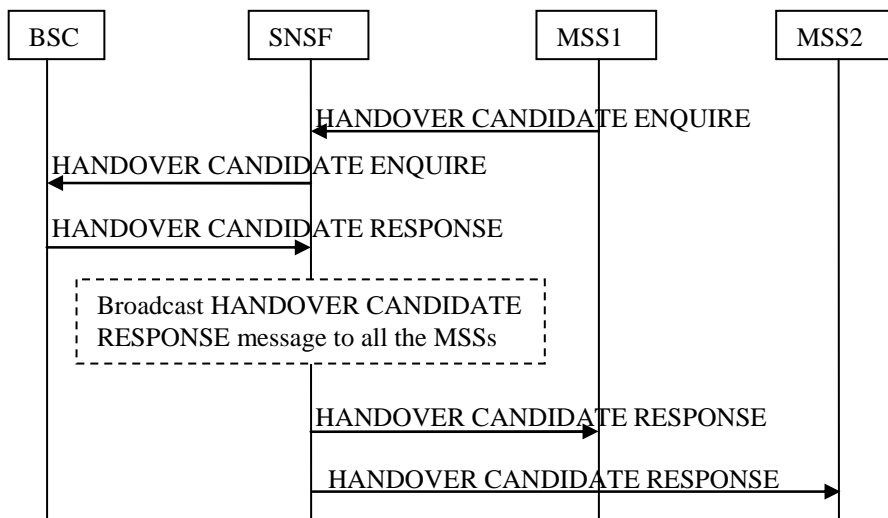 BSC
SNSF
MSS1
MSS2
HANDOVER CANDIDATE ENQUIRE
HANDOVER CANDIDATE ENQUIRE
HANDOVER CANDIDATE RESPONSE
Broadcast HANDOVER CANDIDATE
RESPONSE message to all the MSSs
HANDOVER CANDIDATE RESPONSE
HANDOVER CANDIDATE RESPONSE